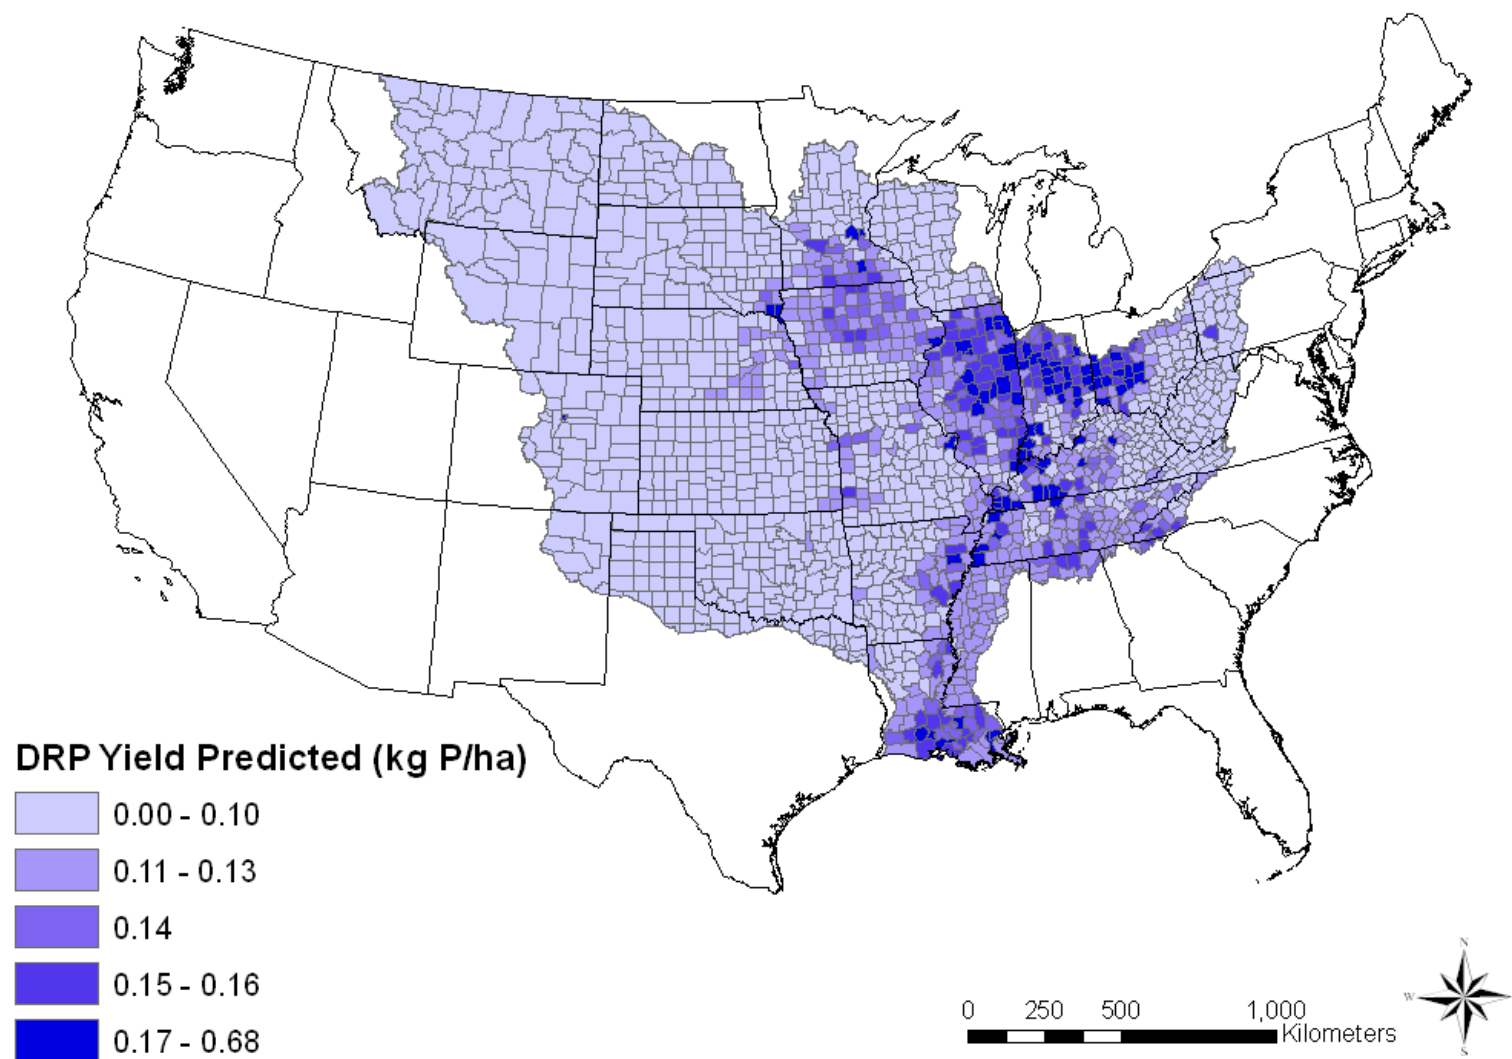 DRP Yield Predicted (kg P/ha)
0.00 - 0.10
0.11 - 0.13
0.14
0.15 - 0.16
0.17 - 0.68
0 250 500 1,000
Kilometers
N
W
S